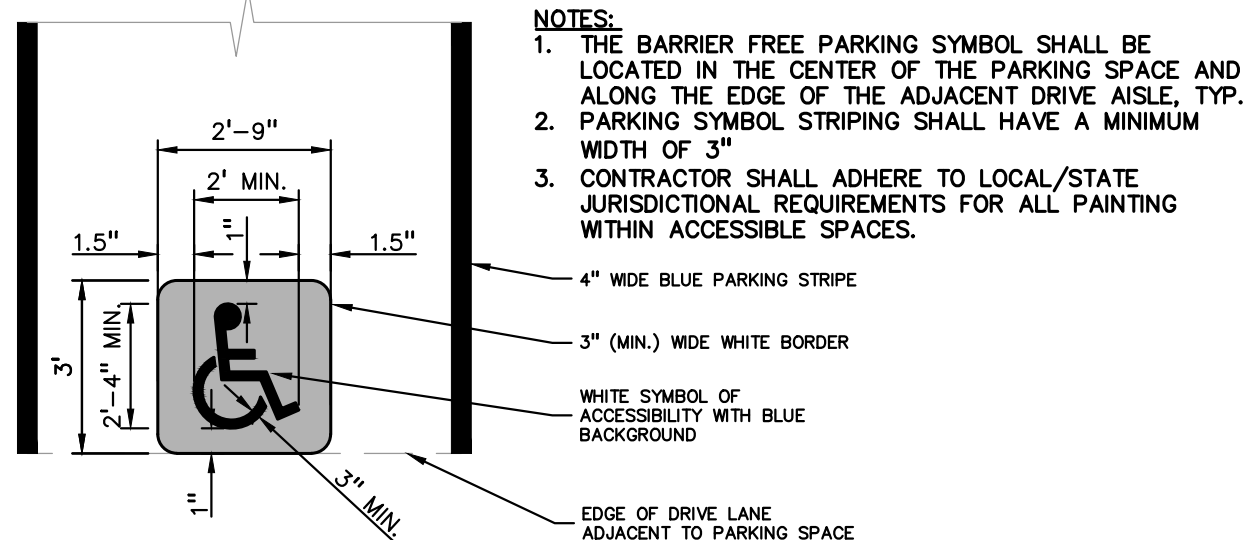 NOTES:
1. THE BARRIER FREE PARKING SYMBOL SHALL BE
LOCATED IN THE CENTER OF THE PARKING SPACE AND
ALONG THE EDGE OF THE ADJACENT DRIVE AISLE, TYP.
2. PARKING SYMBOL STRIPING SHALL HAVE A MINIMUM
WIDTH OF 3"
3. CONTRACTOR SHALL ADHERE TO LOCAL/STATE
JURISDICTIONAL REQUIREMENTS FOR ALL PAINTING
WITHIN ACCESSIBLE SPACES.
2'-9"
2' MIN.
1"
1.5"
1.5"
3'
2'-4" MIN.
1"
3" MIN.
4" WIDE BLUE PARKING STRIPE
3" (MIN.) WIDE WHITE BORDER
WHITE SYMBOL OF
ACCESSIBILITY WITH BLUE
BACKGROUND
EDGE OF DRIVE LANE
ADJACENT TO PARKING SPACE